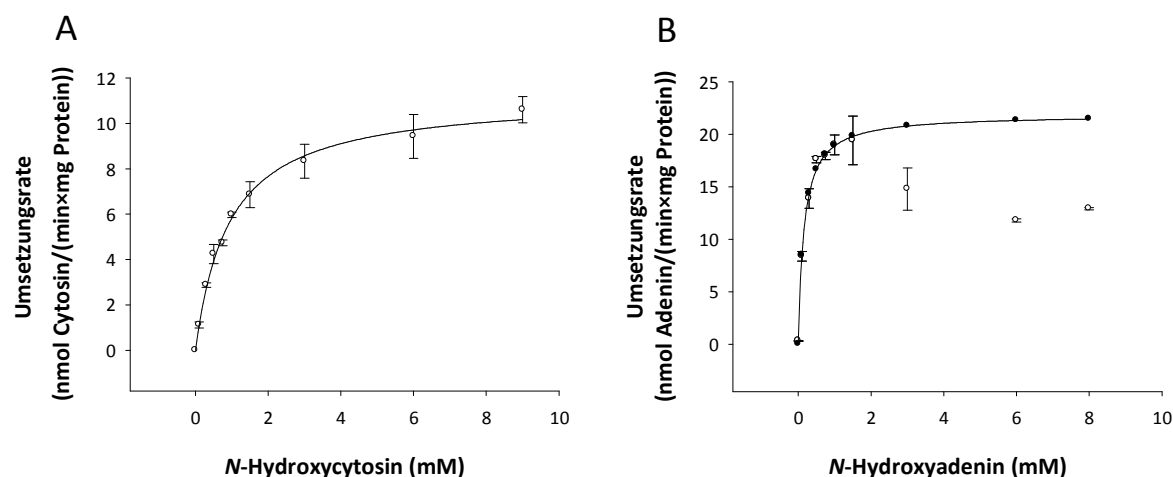 A
Umsetzungsrate
(nmol Cytosin/(min×mg Protein))
12
10
8
6
4
2
0
0 2 4 6 8 10
N-Hydroxycytosin (mM)
B
Umsetzungsrate
(nmol Adenin/(min×mg Protein))
25
20
15
10
5
0
0 2 4 6 8 10
N-Hydroxyadenin (mM)